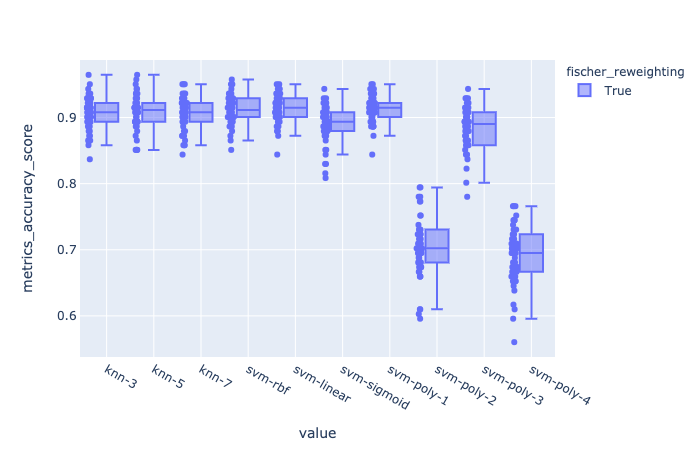 fischer_reweighting
True
metrics_accuracy_score
0.9
0.8
0.7
0.6
knn-3
knn-5
knn-7
svm-rbf
svm-linear
svm-sigmoid
svm-poly-1
svm-poly-2
svm-poly-3
svm-poly-4
value